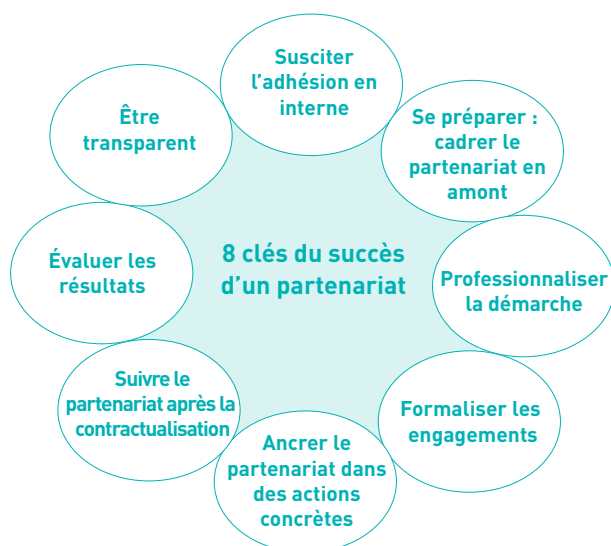 8 clés du succès
d'un partenariat
Susciter
l'adhésion en
interne
Se préparer :
cadrer le
partenariat en
amont
Professionnaliser
la démarche
Formaliser les
engagements
Ancrer le
partenariat dans
des actions
concrètes
Suivre le
partenariat après la
contractualisation
Évaluer les
résultats
Être
transparent